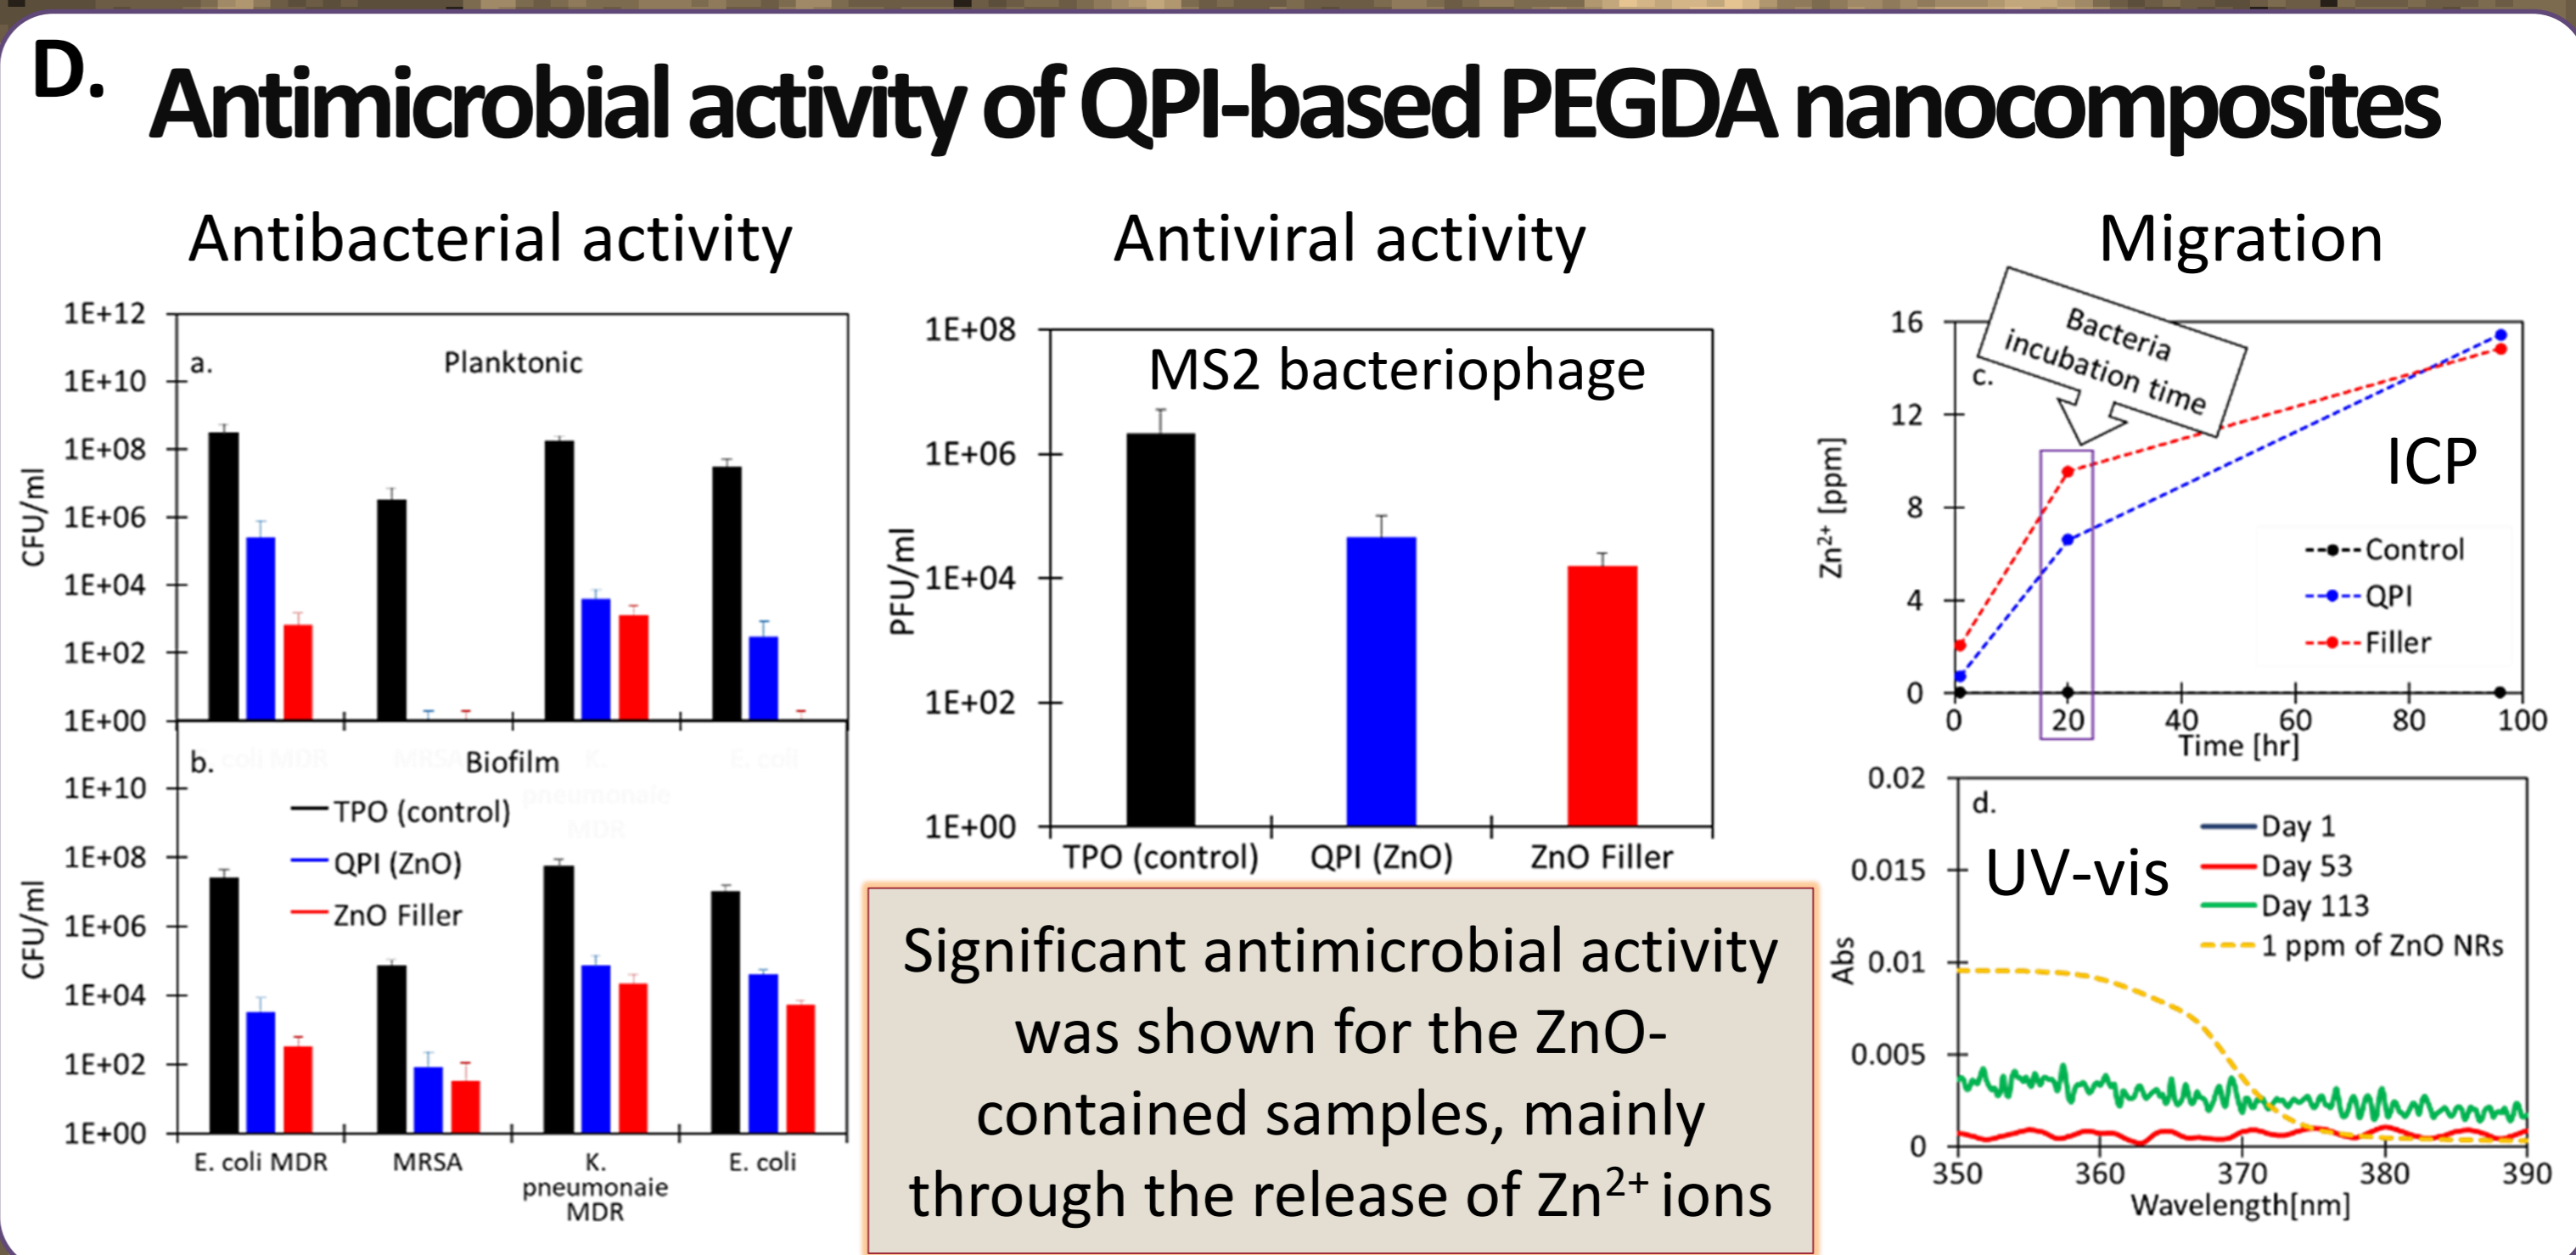 D.
Antimicrobial activity of QPI-based PEGDA nanocomposites
Antibacterial activity
1E+12
1E+10
1E+08
1E+06
1E+04
1E+02
1E+00
CFU/ml
a.
Planktonic
E. coli MDR
MRSA
K.
pneumonaie
MDR
E. coli
b.
Biofilm
1E+10
1E+08
1E+06
1E+04
1E+02
1E+00
CFU/ml
TPO (control)
QPI (ZnO)
ZnO Filler
E. coli MDR
MRSA
K.
pneumonaie
MDR
E. coli
Antiviral activity
1E+08
1E+06
1E+04
1E+02
1E+00
PFU/ml
MS2 bacteriophage
TPO (control)
QPI (ZnO)
ZnO Filler
Significant antimicrobial activity
was shown for the ZnO-
contained samples, mainly
through the release of Zn²⁺ ions
Migration
Bacteria
incubation time
c.
16
12
8
4
0
Zn²⁺ [ppm]
ICP
Control
QPI
Filler
0 20 40 60 80 100
Time [hr]
0.02
0.015
0.01
0.005
0
Abs
d.
UV-vis
Day 1
Day 53
Day 113
1 ppm of ZnO NRs
350 360 370 380 390
Wavelength[nm]